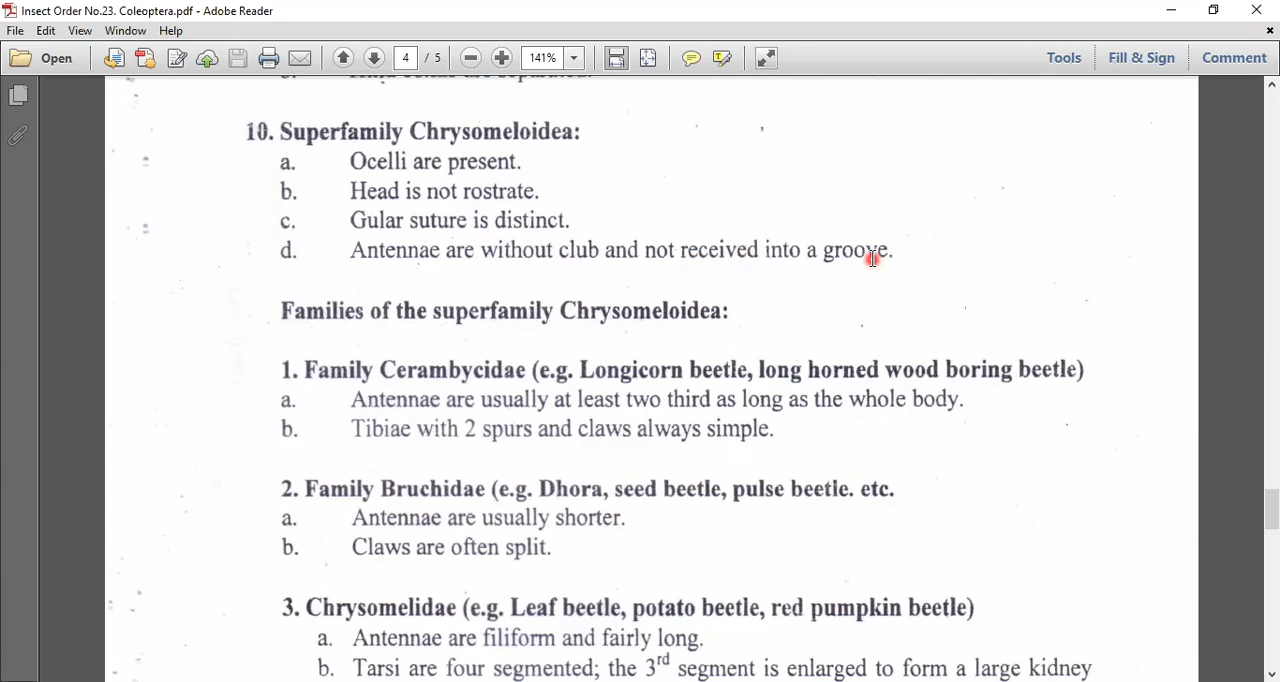 Insect Order No.23. Coleoptera.pdf - Adobe Reader
File Edit View Window Help
Open 4 / 5 141% Tools Fill & Sign Comment
10. Superfamily Chrysomeloidea:
a. Ocelli are present.
b. Head is not rostrate.
c. Gular suture is distinct.
d. Antennae are without club and not received into a groove.
Families of the superfamily Chrysomeloidea:
1. Family Cerambycidae (e.g. Longicorn beetle, long horned wood boring beetle)
a. Antennae are usually at least two third as long as the whole body.
b. Tibiae with 2 spurs and claws always simple.
2. Family Bruchidae (e.g. Dhora, seed beetle, pulse beetle. etc.
a. Antennae are usually shorter.
b. Claws are often split.
3. Chrysomelidae (e.g. Leaf beetle, potato beetle, red pumpkin beetle)
a. Antennae are filiform and fairly long.
b. Tarsi are four segmented; the 3rd segment is enlarged to form a large kidney